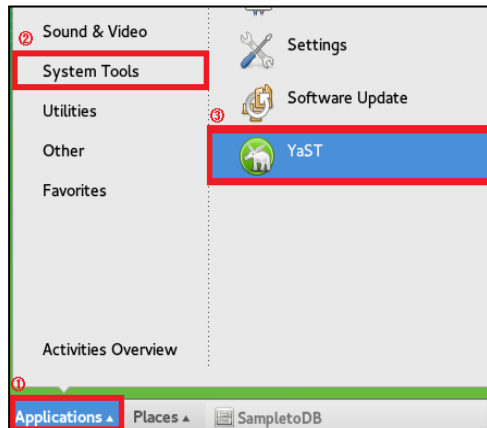 ② Sound & Video
System Tools
Utilities
Other
Favorites
Activities Overview
Settings
Software Update
③
YaST
①
Applications ▴ Places ▴ SampletoDB